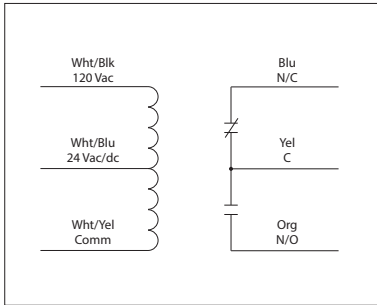 Wht/Blk
120 Vac
Wht/Blu
24 Vac/dc
Wht/Yel
Comm
Blu
N/C
Yel
C
Org
N/O